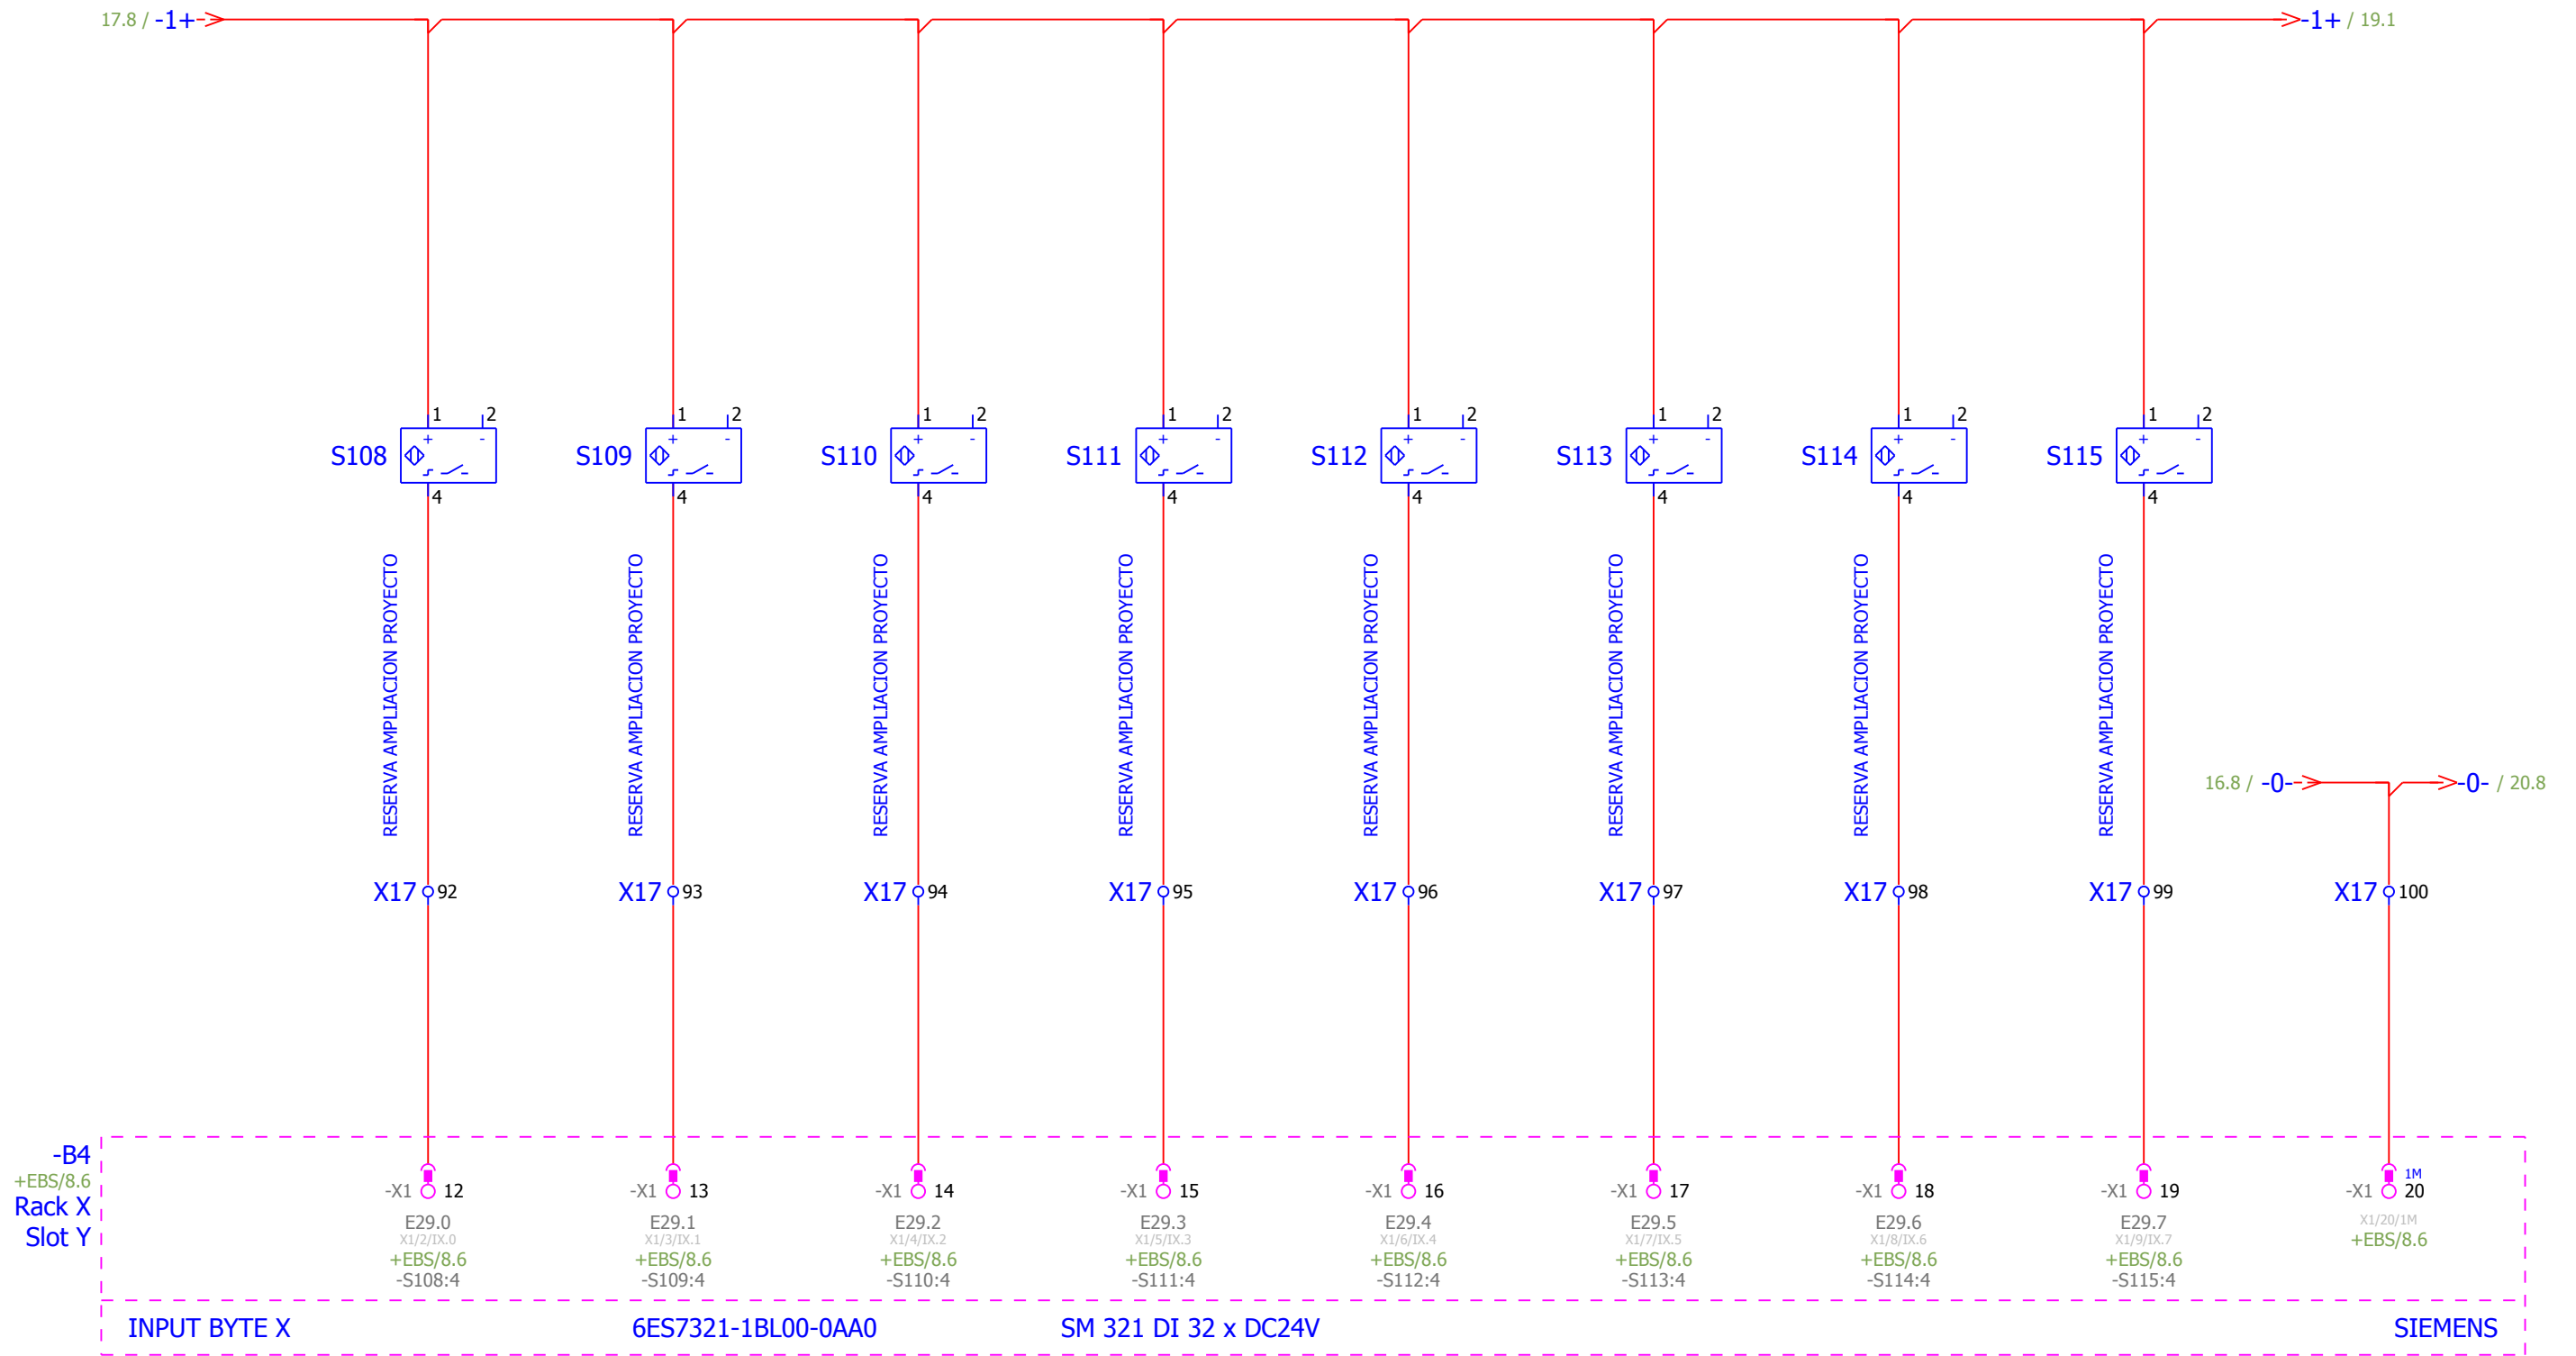 17.8 / -1+
-1+ / 19.1
1 2
1 2
1 2
1 2
1 2
1 2
1 2
1 2
+ -
+ -
+ -
+ -
+ -
+ -
+ -
+ -
S108
S109
S110
S111
S112
S113
S114
S115
4
4
4
4
4
4
4
4
RESERVA AMPLIACION PROYECTO
RESERVA AMPLIACION PROYECTO
RESERVA AMPLIACION PROYECTO
RESERVA AMPLIACION PROYECTO
RESERVA AMPLIACION PROYECTO
RESERVA AMPLIACION PROYECTO
RESERVA AMPLIACION PROYECTO
RESERVA AMPLIACION PROYECTO
16.8 / -0-
-0- / 20.8
X17 92
X17 93
X17 94
X17 95
X17 96
X17 97
X17 98
X17 99
X17 100
-B4
+EBS/8.6
Rack X
Slot Y
-X1 12
E29.0
X1/2/IX.0
+EBS/8.6
-S108:4
-X1 13
E29.1
X1/3/IX.1
+EBS/8.6
-S109:4
-X1 14
E29.2
X1/4/IX.2
+EBS/8.6
-S110:4
-X1 15
E29.3
X1/5/IX.3
+EBS/8.6
-S111:4
-X1 16
E29.4
X1/6/IX.4
+EBS/8.6
-S112:4
-X1 17
E29.5
X1/7/IX.5
+EBS/8.6
-S113:4
-X1 18
E29.6
X1/8/IX.6
+EBS/8.6
-S114:4
-X1 19
E29.7
X1/9/IX.7
+EBS/8.6
-S115:4
1M
-X1 20
X1/20/1M
+EBS/8.6
INPUT BYTE X
6ES7321-1BL00-0AA0
SM 321 DI 32 x DC24V
SIEMENS